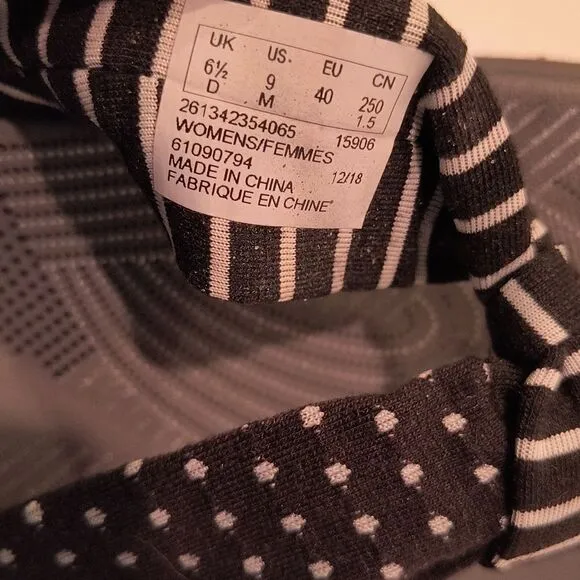 UK US. EU CN
6½ 9 40 250
D M 1.5
261342354065 15906
WOMENS/FEMMES
61090794 12/18
MADE IN CHINA
FABRIQUE EN CHINE*